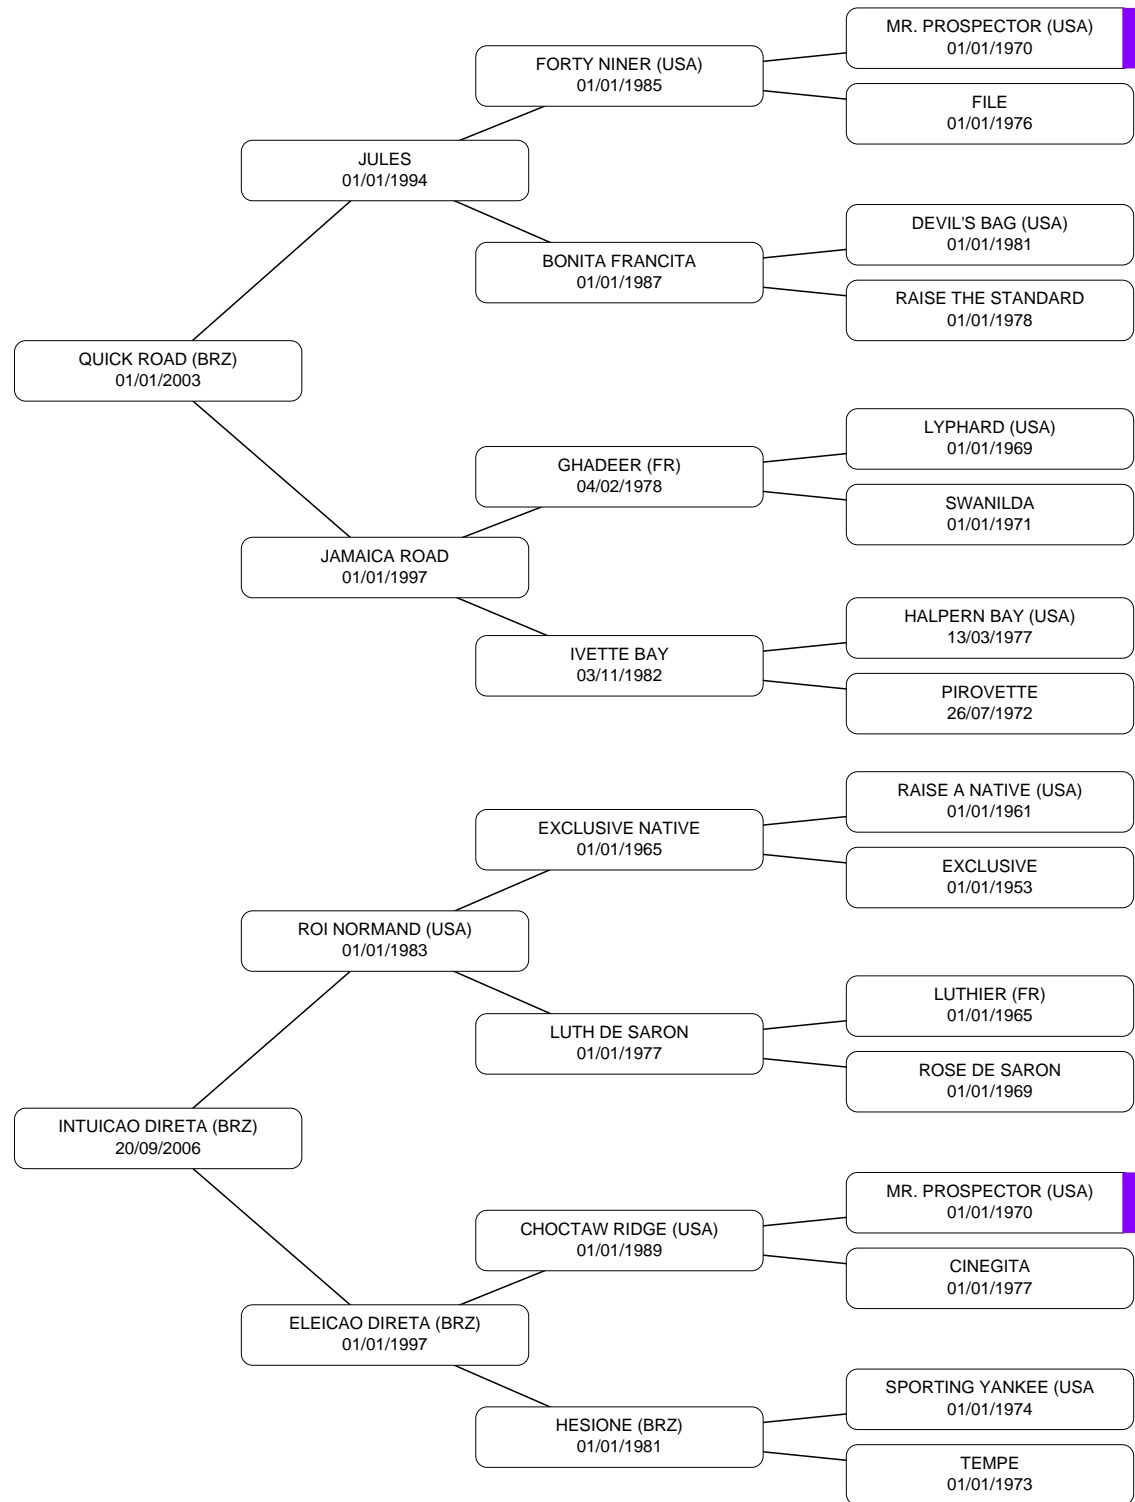 MR. PROSPECTOR (USA)
01/01/1970
FORTY NINER (USA)
01/01/1985
FILE
01/01/1976
JULES
01/01/1994
DEVIL'S BAG (USA)
01/01/1981
BONITA FRANCITA
01/01/1987
RAISE THE STANDARD
01/01/1978
QUICK ROAD (BRZ)
01/01/2003
LYPHARD (USA)
01/01/1969
GHADEER (FR)
04/02/1978
SWANILDA
01/01/1971
JAMAICA ROAD
01/01/1997
HALPERN BAY (USA)
13/03/1977
IVETTE BAY
03/11/1982
PIROVETTE
26/07/1972
RAISE A NATIVE (USA)
01/01/1961
EXCLUSIVE NATIVE
01/01/1965
EXCLUSIVE
01/01/1953
ROI NORMAND (USA)
01/01/1983
LUTHIER (FR)
01/01/1965
LUTH DE SARON
01/01/1977
ROSE DE SARON
01/01/1969
INTUICAO DIRETA (BRZ)
20/09/2006
MR. PROSPECTOR (USA)
01/01/1970
CHOCTAW RIDGE (USA)
01/01/1989
CINEGITA
01/01/1977
ELEICAO DIRETA (BRZ)
01/01/1997
SPORTING YANKEE (USA
01/01/1974
HESIONE (BRZ)
01/01/1981
TEMPE
01/01/1973